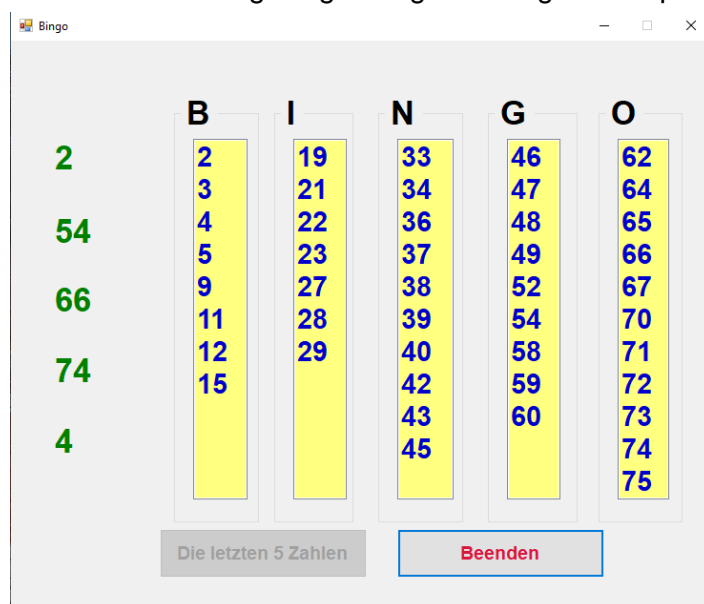 Bingo
B I N G O
2
54
66
74
4
2 19 33 46 62
3 21 34 47 64
4 22 36 48 65
5 23 37 49 66
9 27 38 52 67
11 28 39 54 70
12 29 40 58 71
15 42 59 72
43 60 73
45 74
75
Die letzten 5 Zahlen
Beenden